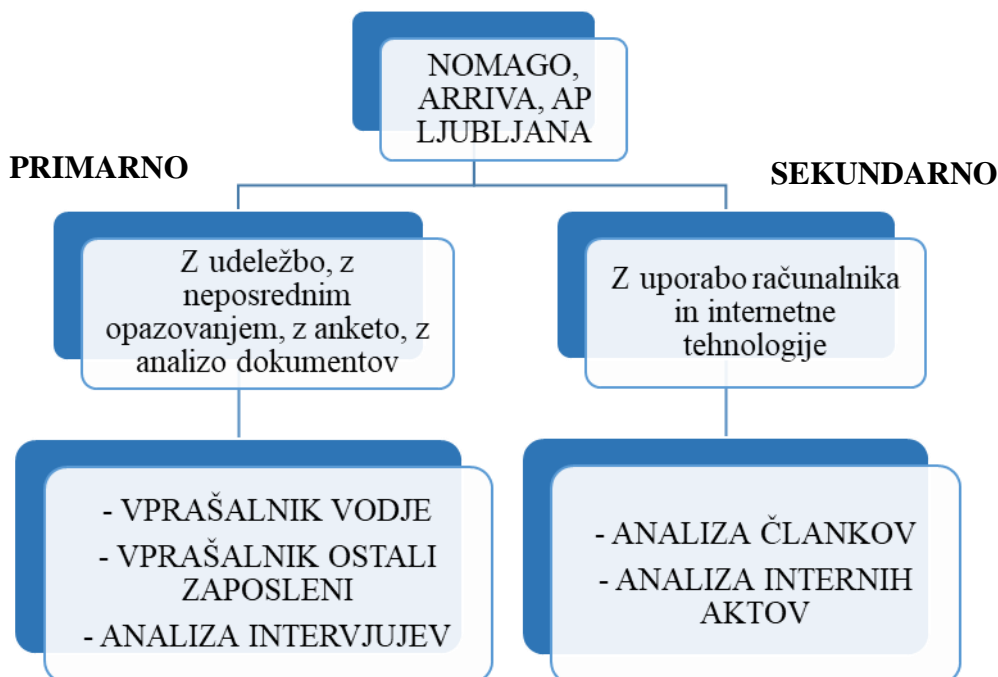 NOMAGO,
ARRIVA, AP
LJUBLJANA
PRIMARNO
SEKUNDARNO
Z udeležbo, z
neposrednim
opazovanjem, z anketo, z
analizo dokumentov
Z uporabo računalnika
in internetne
tehnologije
- VPRAŠALNIK VODJE
- VPRAŠALNIK OSTALI
ZAPOSLENI
- ANALIZA INTERVJUJEV
- ANALIZA ČLANKOV
- ANALIZA INTERNIH
AKTOV